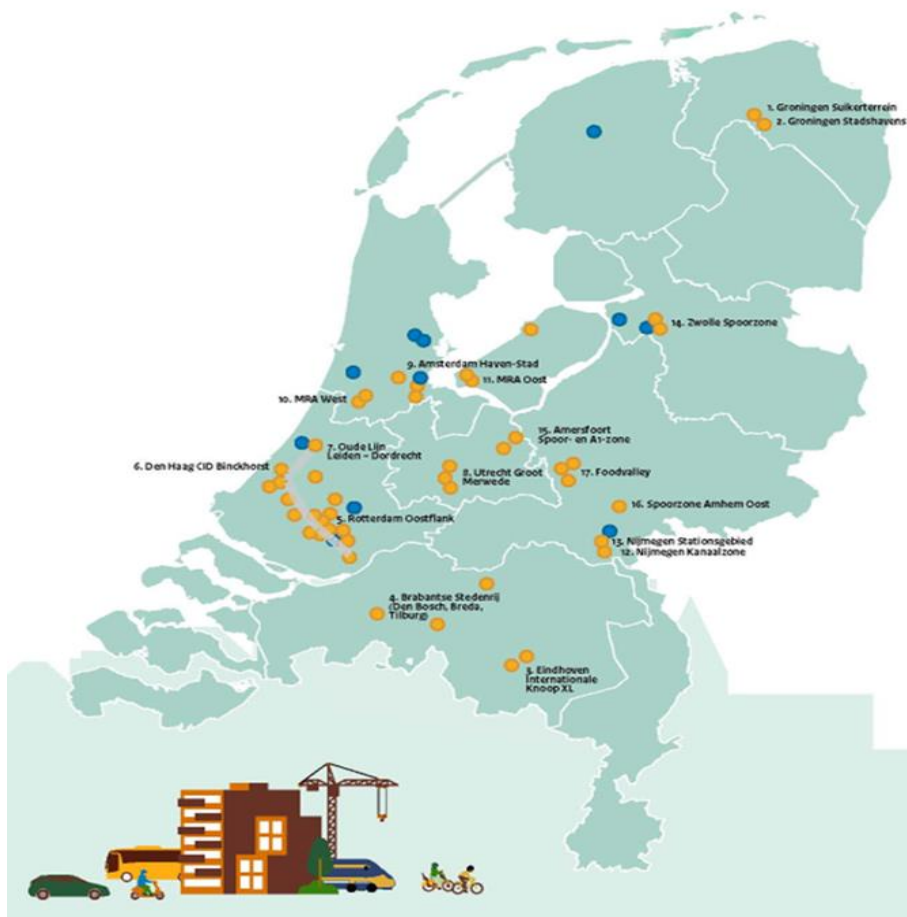 1. Groningen Suikerterrein
2. Groningen Stadshavens
14. Zwolle Spoorzone
9. Amsterdam Haven-Stad
11. MRA Oost
10. MRA West
15. Amersfoort
Spoor- en A1-zone
7. Oude Lijn
Leiden – Dordrecht
6. Den Haag CID Binckhorst
8. Utrecht Groot
Merwede
17. Foodvalley
16. Spoorzone Arnhem Oost
5. Rotterdam Oostflank
13. Nijmegen Stationsgebied
12. Nijmegen Kanaalzone
4. Brabantse Stedenrij
(Den Bosch, Breda,
Tilburg)
3. Eindhoven
Internationale
Knoop XL